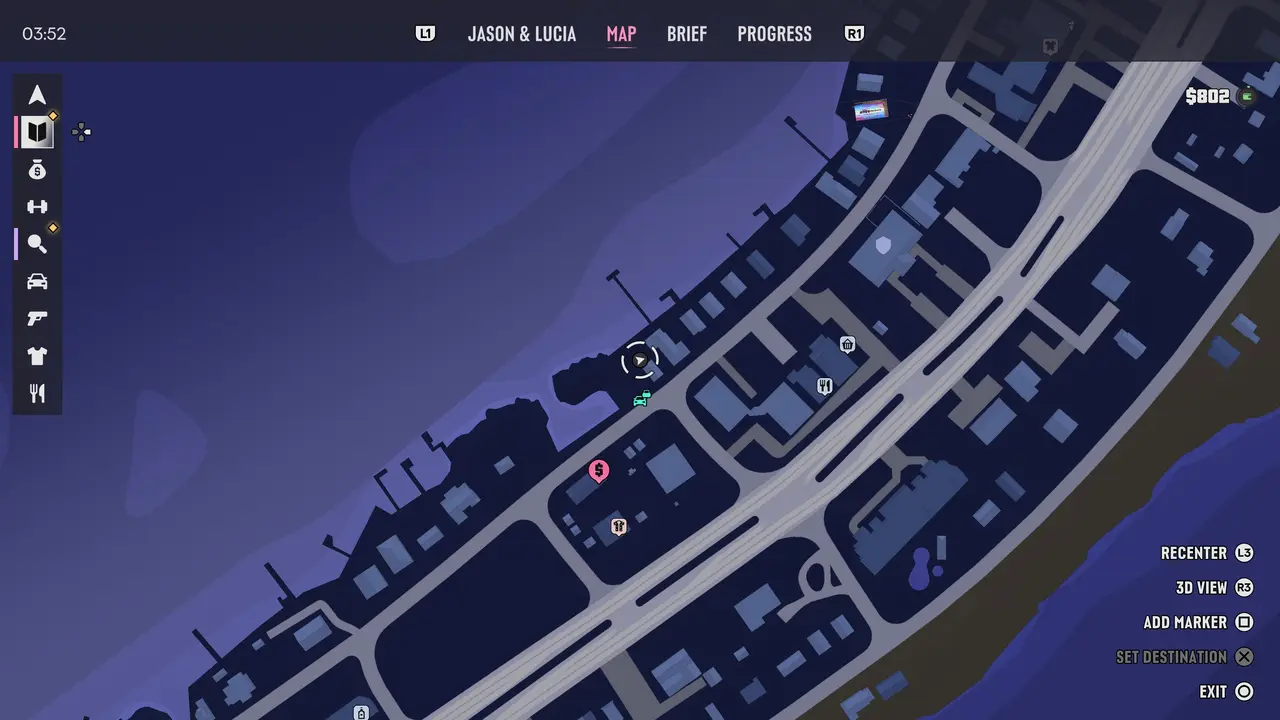 03:52
L1
JASON & LUCIA
MAP
BRIEF
PROGRESS
R1
$802
RECENTER L3
3D VIEW R3
ADD MARKER
SET DESTINATION
EXIT